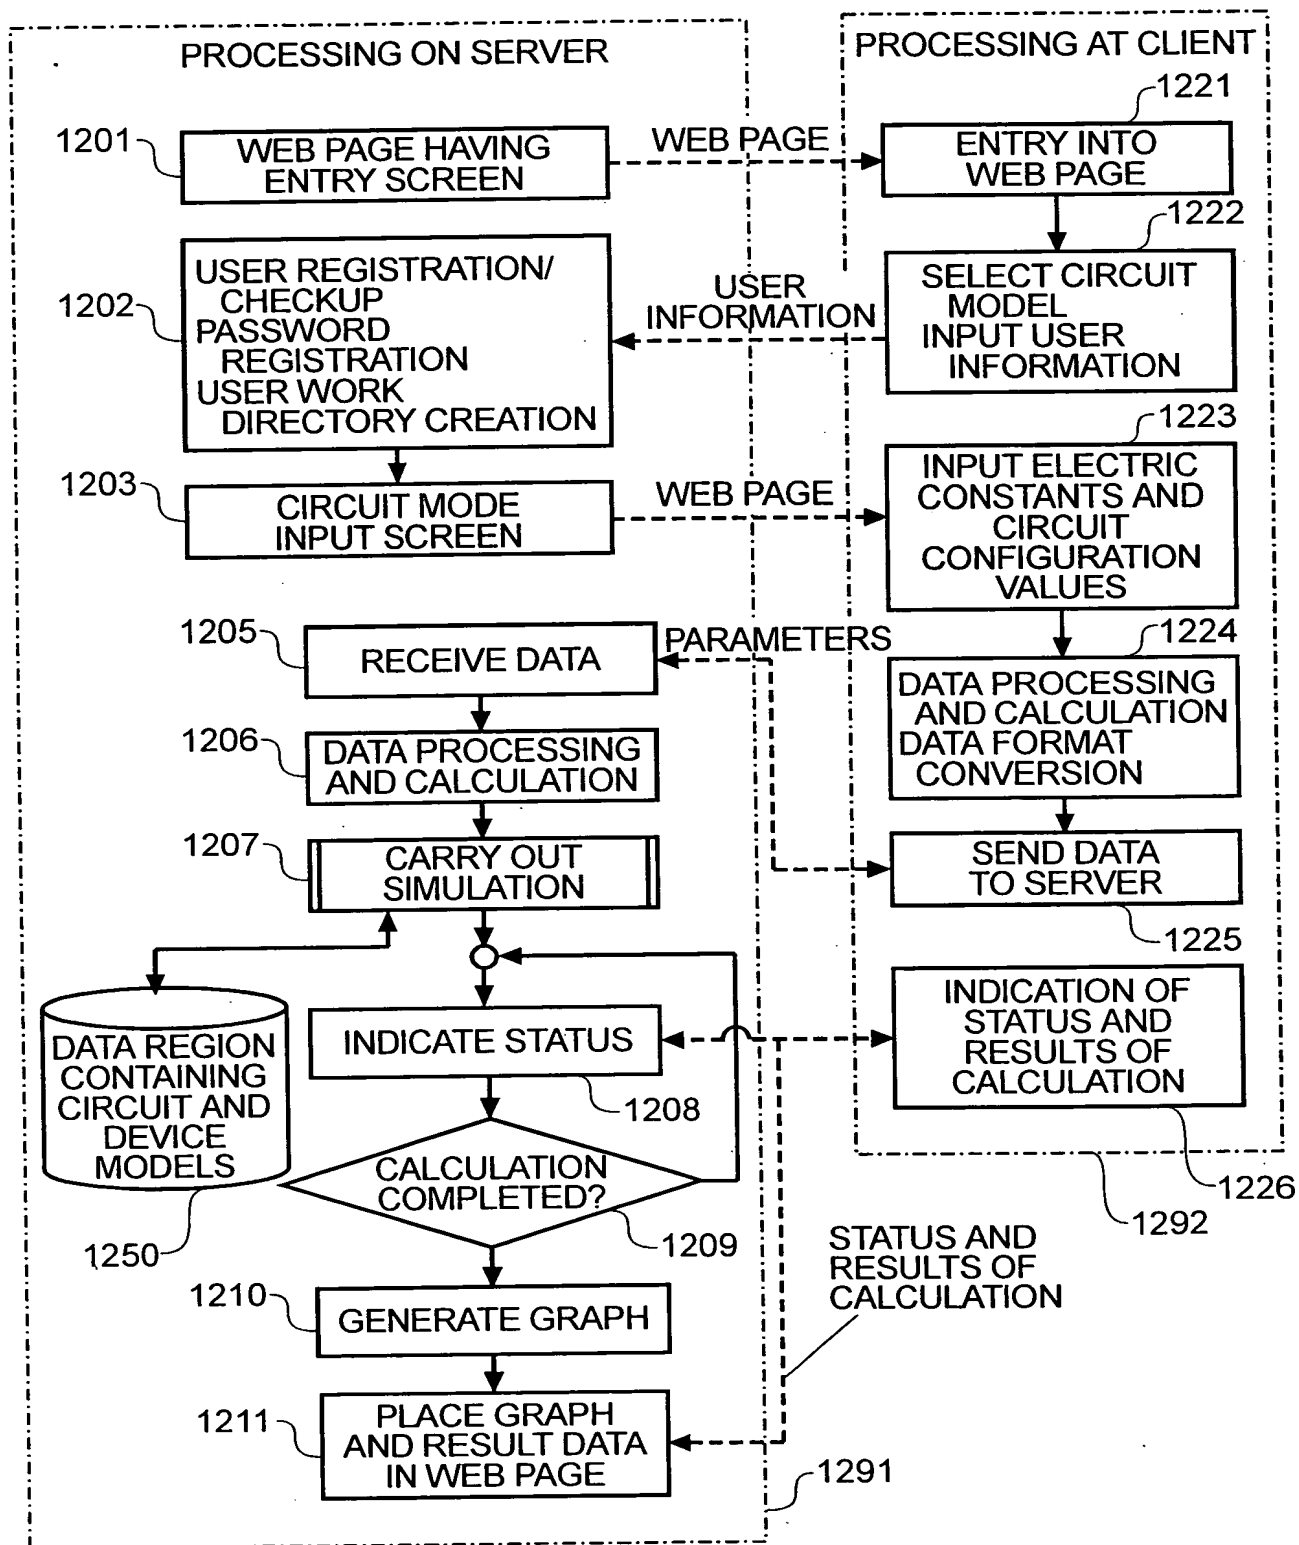 PROCESSING ON SERVER
PROCESSING AT CLIENT
1201
WEB PAGE HAVING
ENTRY SCREEN
WEB PAGE
1221
ENTRY INTO
WEB PAGE
1202
USER REGISTRATION/
CHECKUP
PASSWORD
REGISTRATION
USER WORK
DIRECTORY CREATION
USER
INFORMATION
1222
SELECT CIRCUIT
MODEL
INPUT USER
INFORMATION
1203
CIRCUIT MODE
INPUT SCREEN
WEB PAGE
1223
INPUT ELECTRIC
CONSTANTS AND
CIRCUIT
CONFIGURATION
VALUES
1205
RECEIVE DATA
PARAMETERS
1224
DATA PROCESSING
AND CALCULATION
DATA FORMAT
CONVERSION
1206
DATA PROCESSING
AND CALCULATION
1207
CARRY OUT
SIMULATION
SEND DATA
TO SERVER
1225
DATA REGION
CONTAINING
CIRCUIT AND
DEVICE
MODELS
1250
INDICATE STATUS
1208
INDICATION OF
STATUS AND
RESULTS OF
CALCULATION
1226
1292
CALCULATION
COMPLETED?
1209
STATUS AND
RESULTS OF
CALCULATION
1210
GENERATE GRAPH
1211
PLACE GRAPH
AND RESULT DATA
IN WEB PAGE
1291